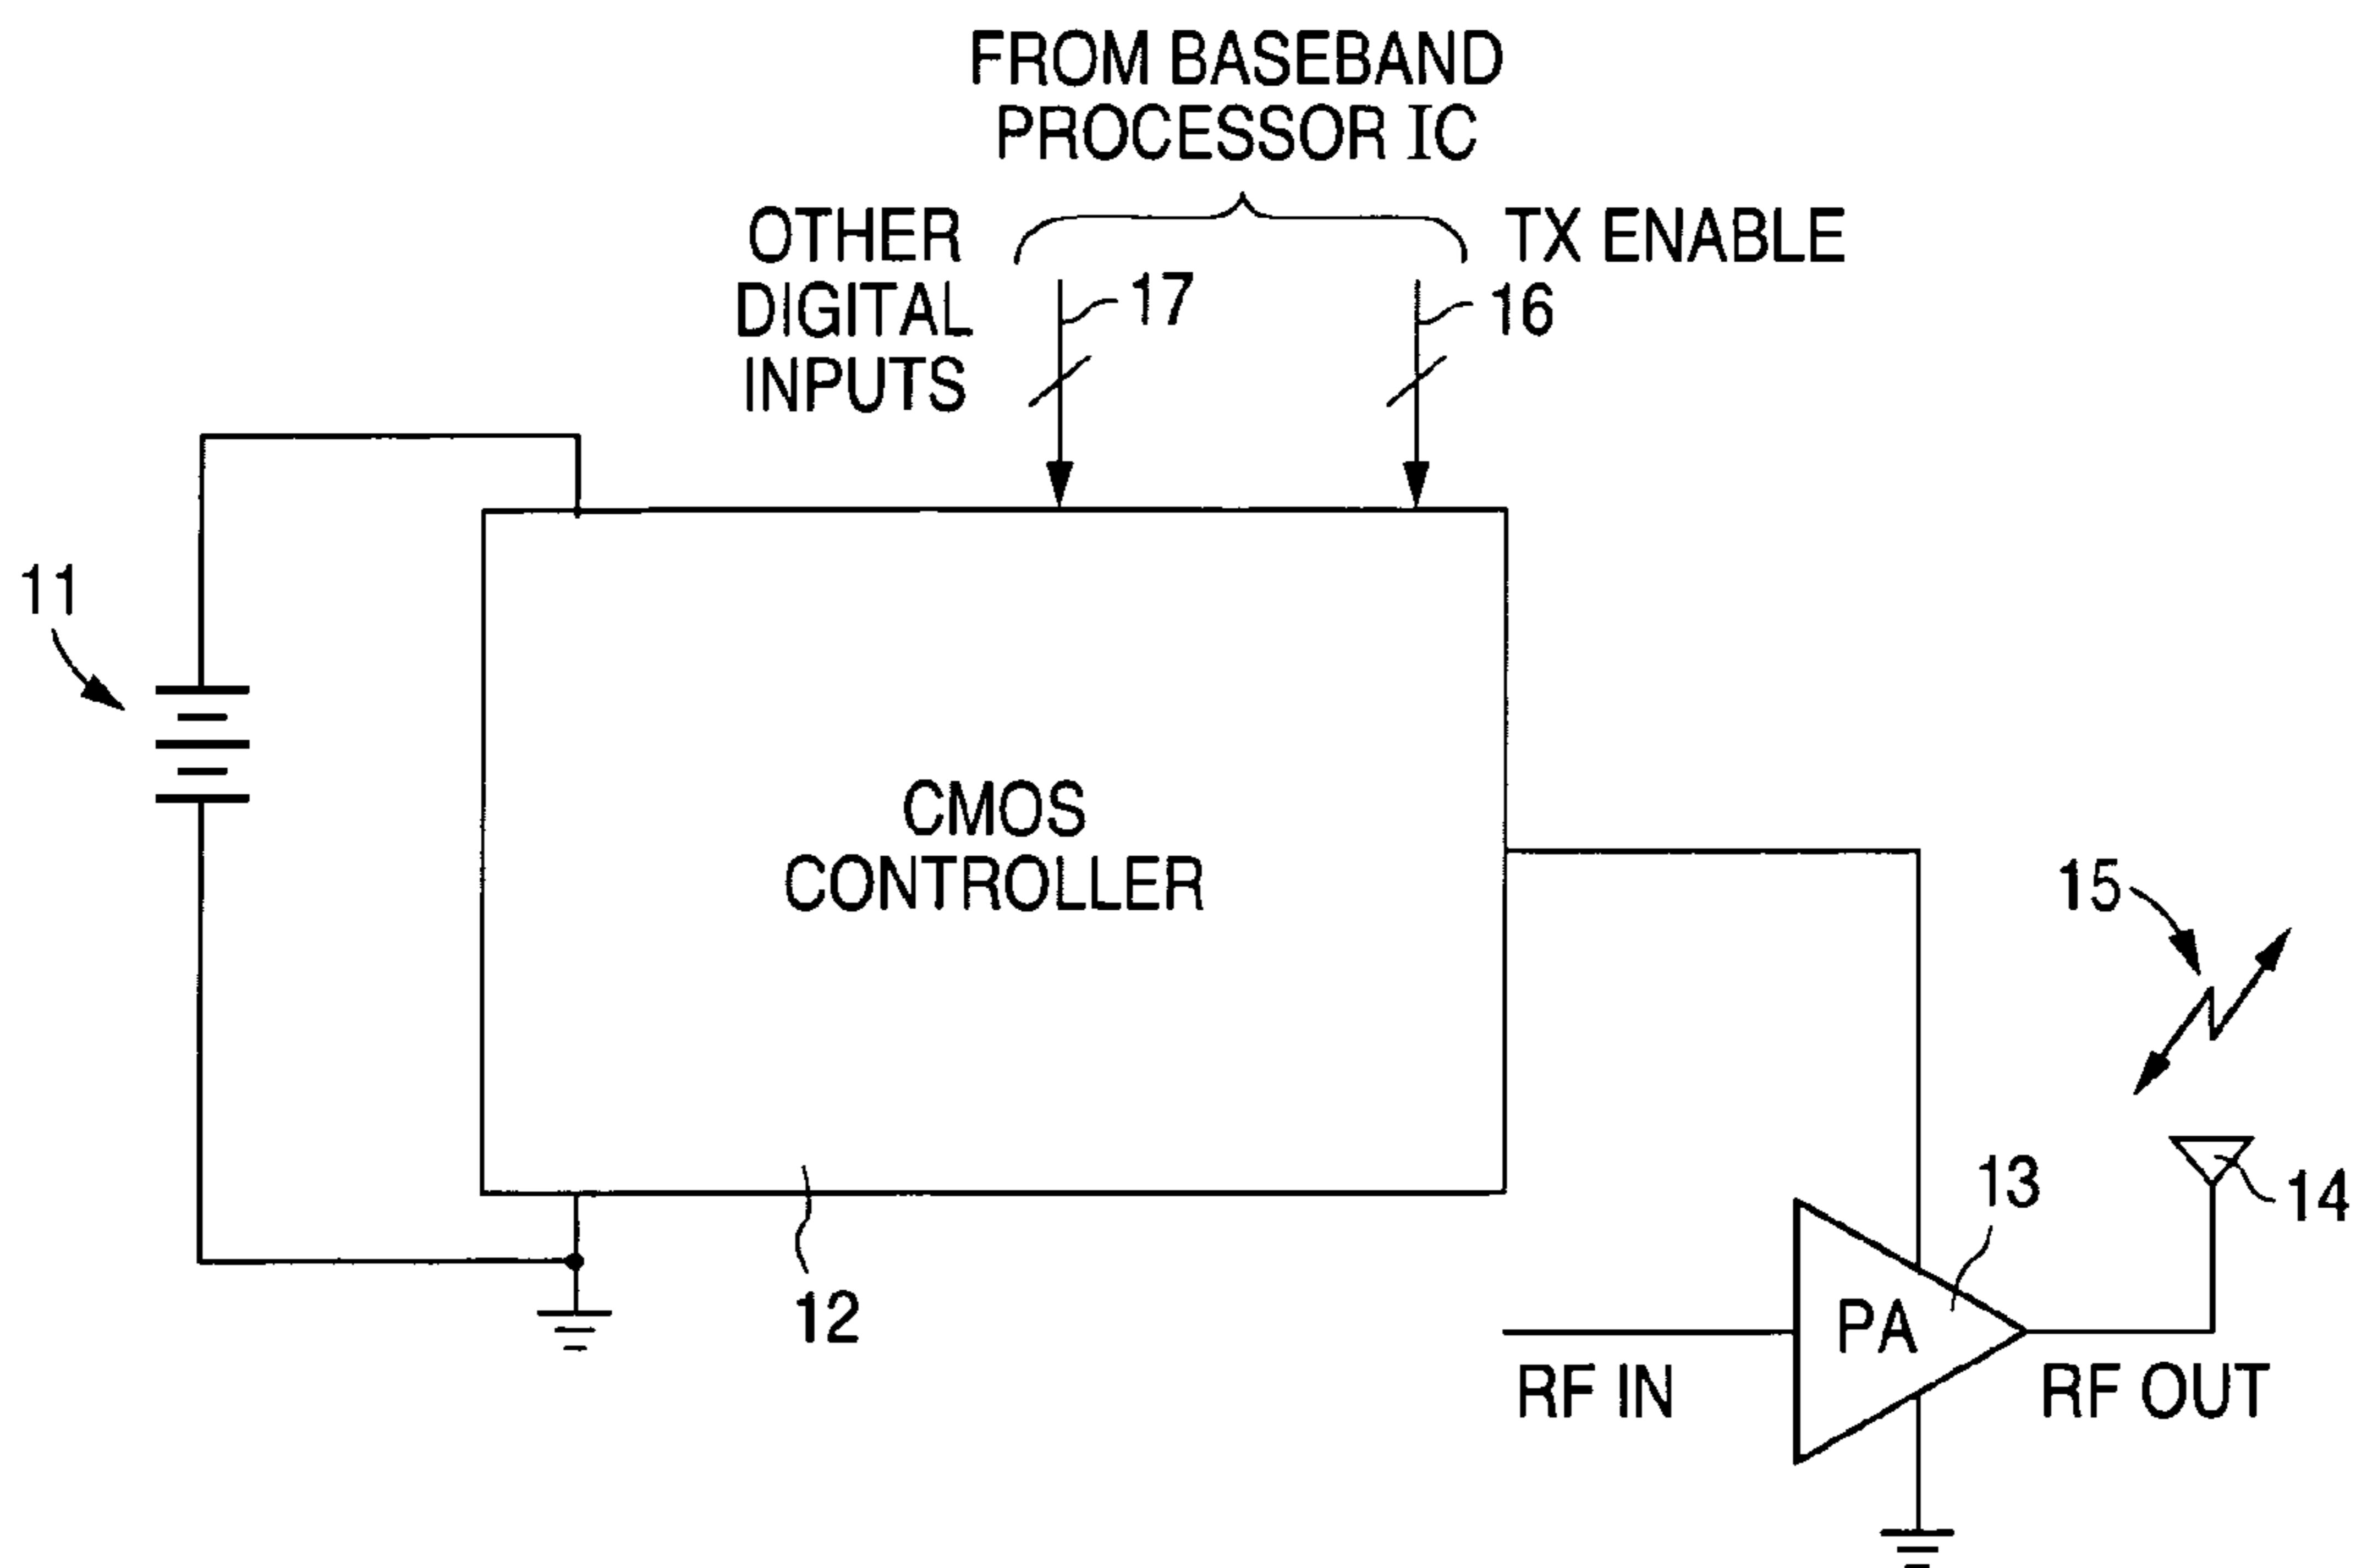 FROM BASEBAND
PROCESSOR IC
OTHER
DIGITAL
INPUTS
TX ENABLE
17
16
11
CMOS
CONTROLLER
15
13
14
12
PA
RF IN
RF OUT